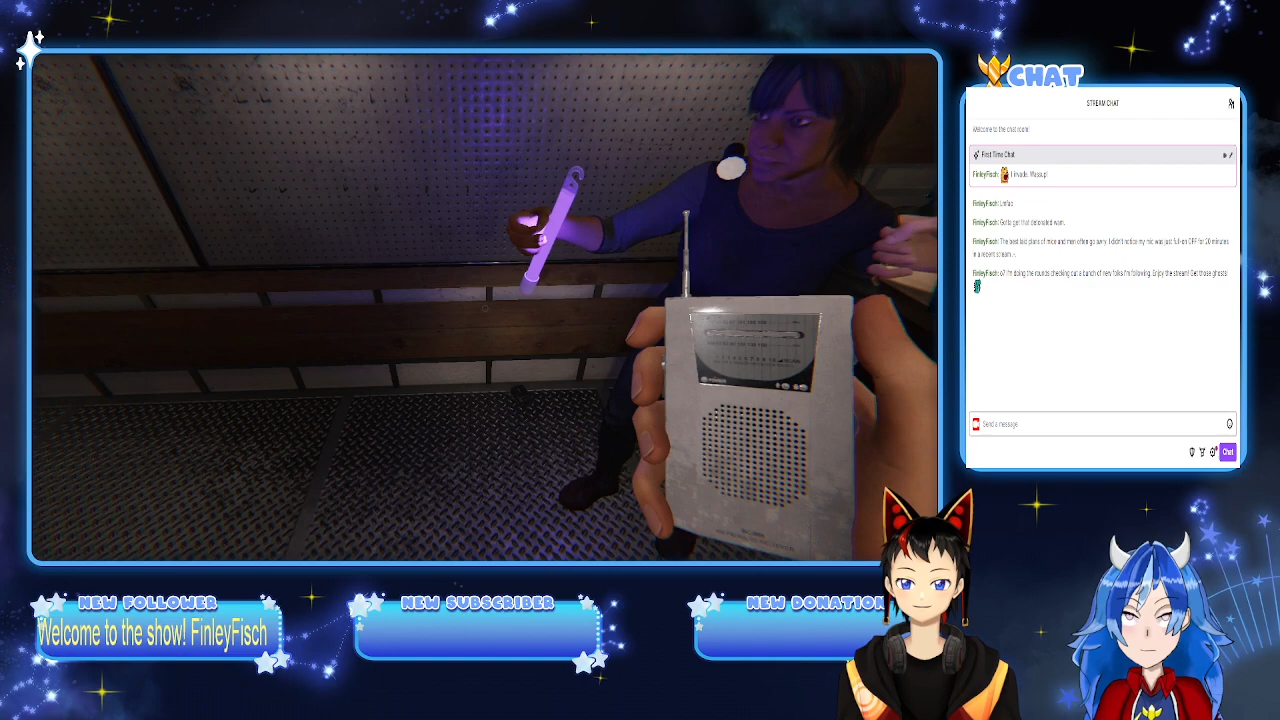 CHAT
STREAM CHAT
Welcome to the chat room!
First Time Chat
FinleyFisch: I invade. Wassup!
FinleyFisch: Lmfao
FinleyFisch: Gotta get that detonated warn.
FinleyFisch: The best laid plans of mice and men often go awry. I didn't notice my mic was just full-on OFF for 20 minutes
in a recent stream
FinleyFisch: o7 I'm doing the rounds checking out a bunch of new folks I'm following. Enjoy the stream! Get those ghosts!
Send a message
Chat
NEW FOLLOWER
Welcome to the show! FinleyFisch
NEW SUBSCRIBER
NEW DONATION